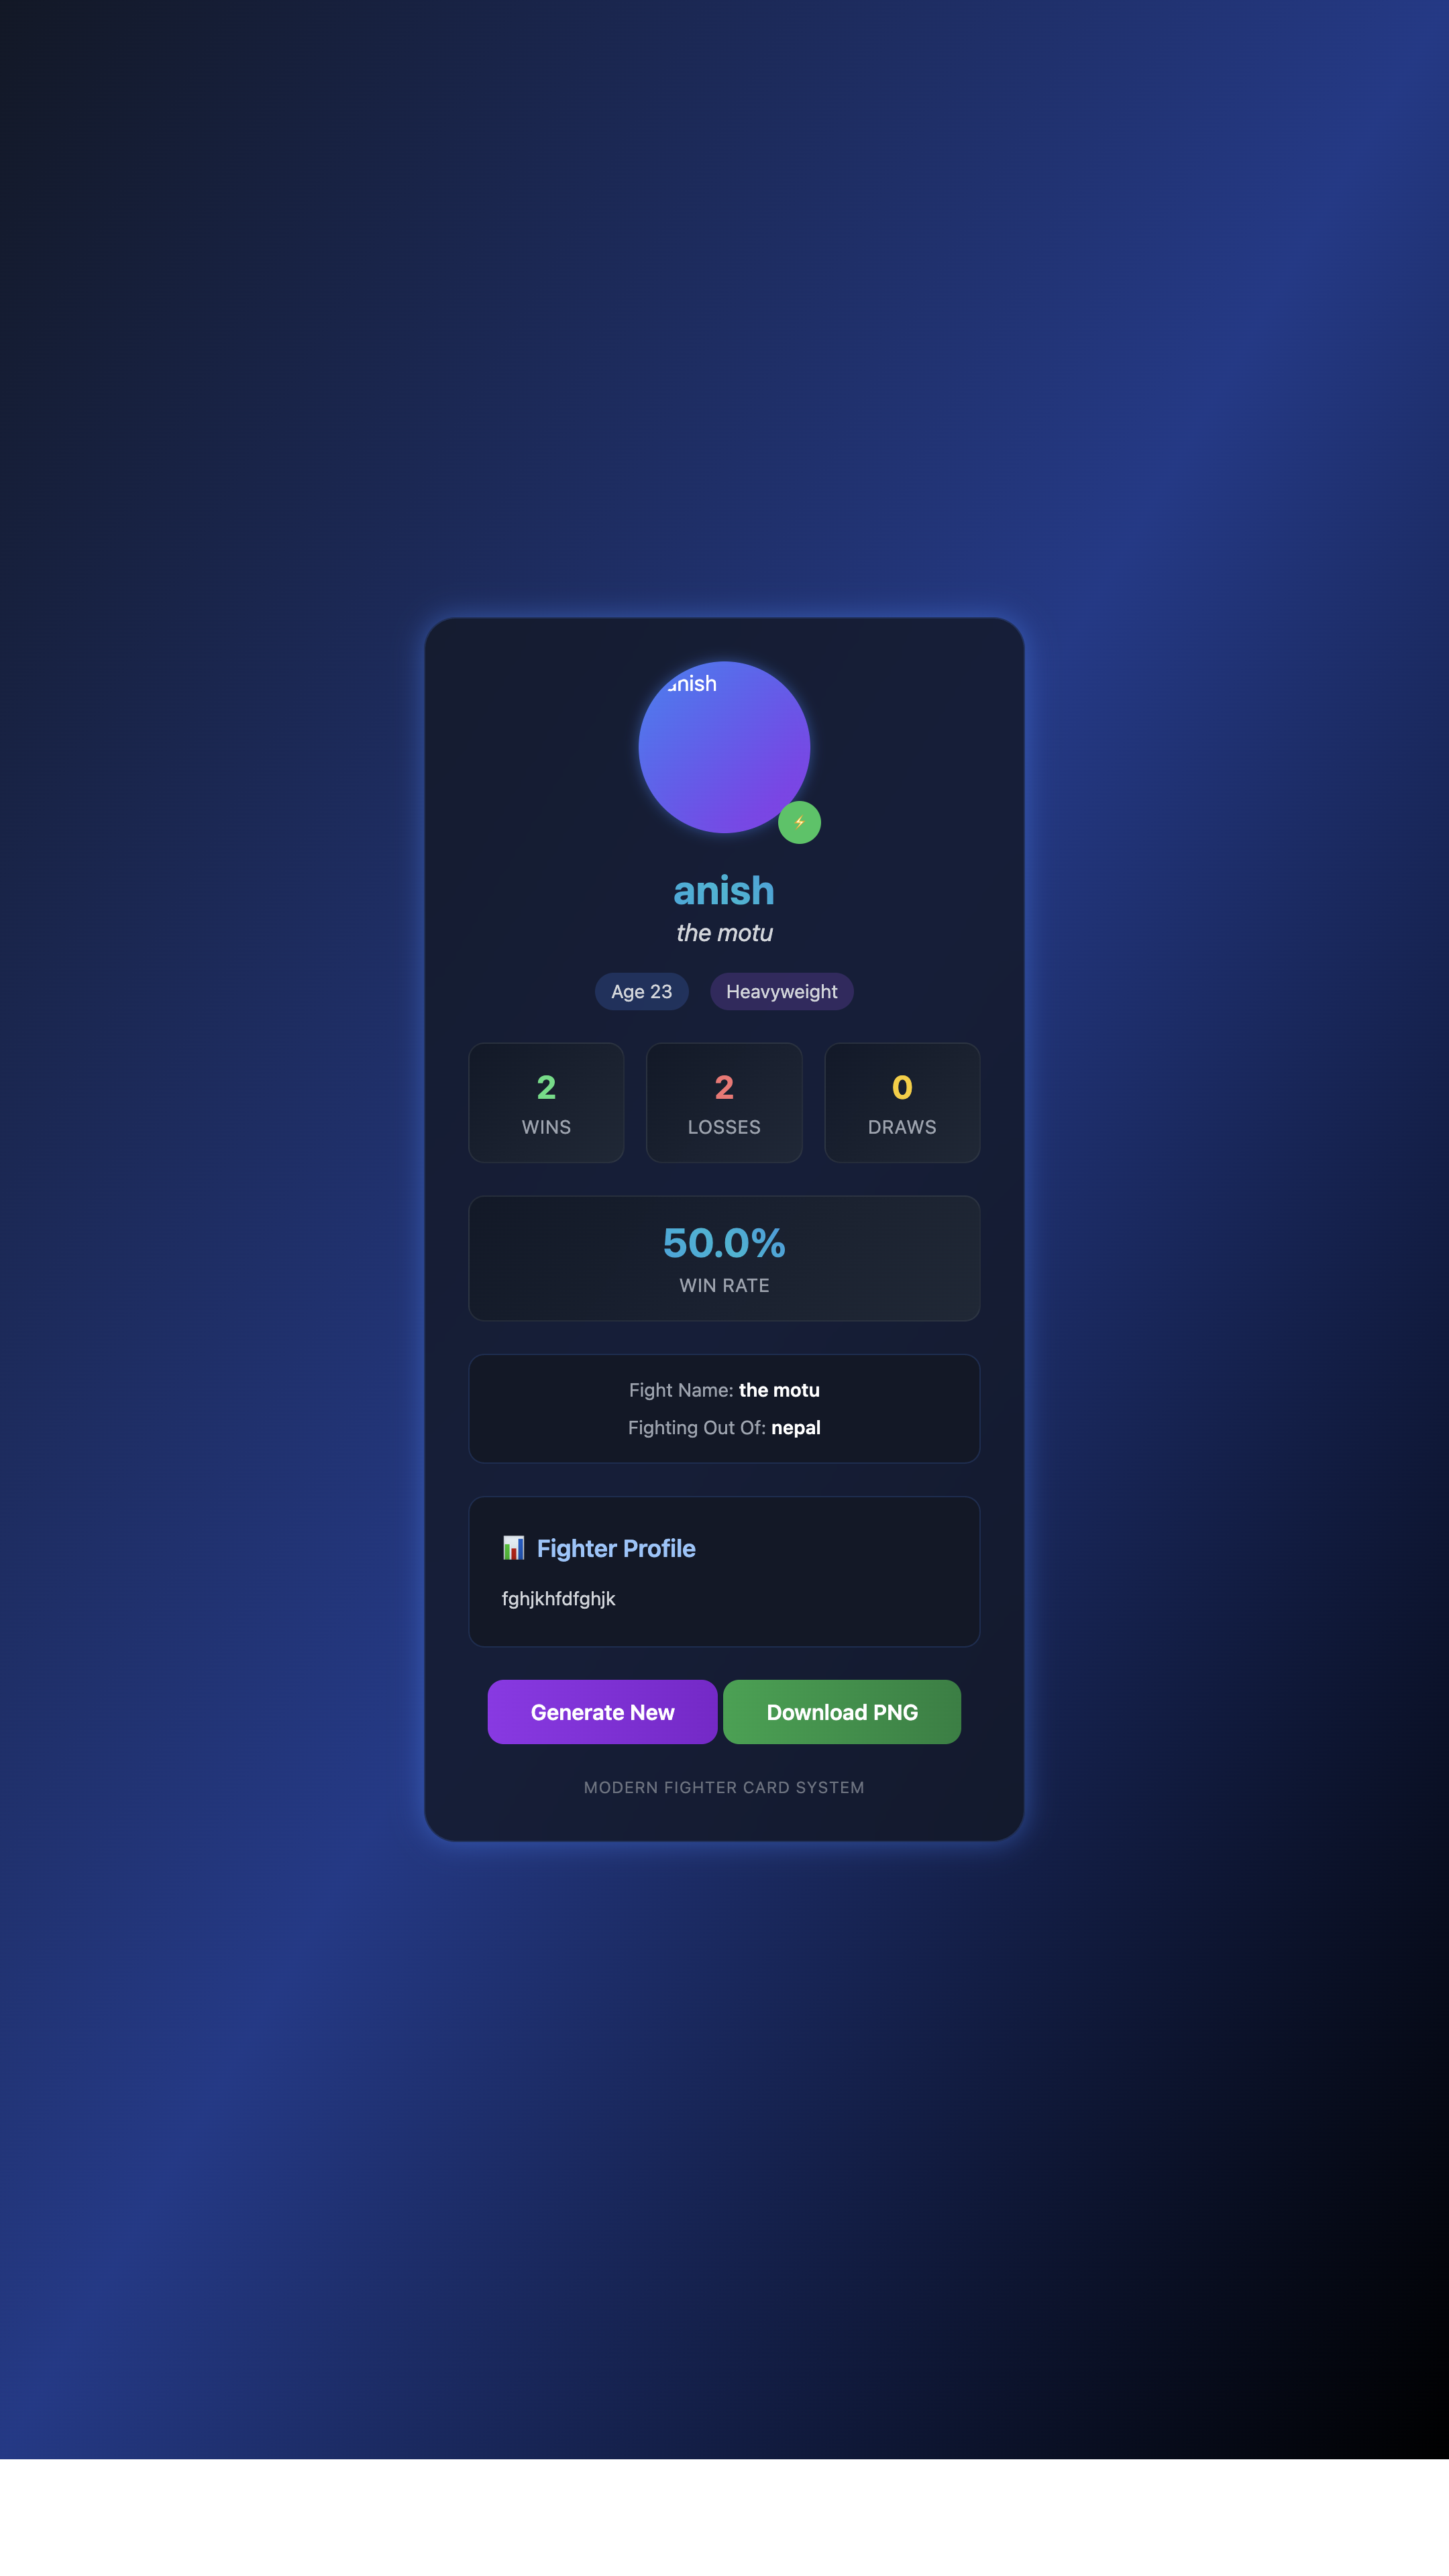 anish
anish
the motu
Age 23
Heavyweight
2
WINS
2
LOSSES
0
DRAWS
50.0%
WIN RATE
Fight Name: the motu
Fighting Out Of: nepal
Fighter Profile
fghjkhfdfghjk
Generate New
Download PNG
MODERN FIGHTER CARD SYSTEM